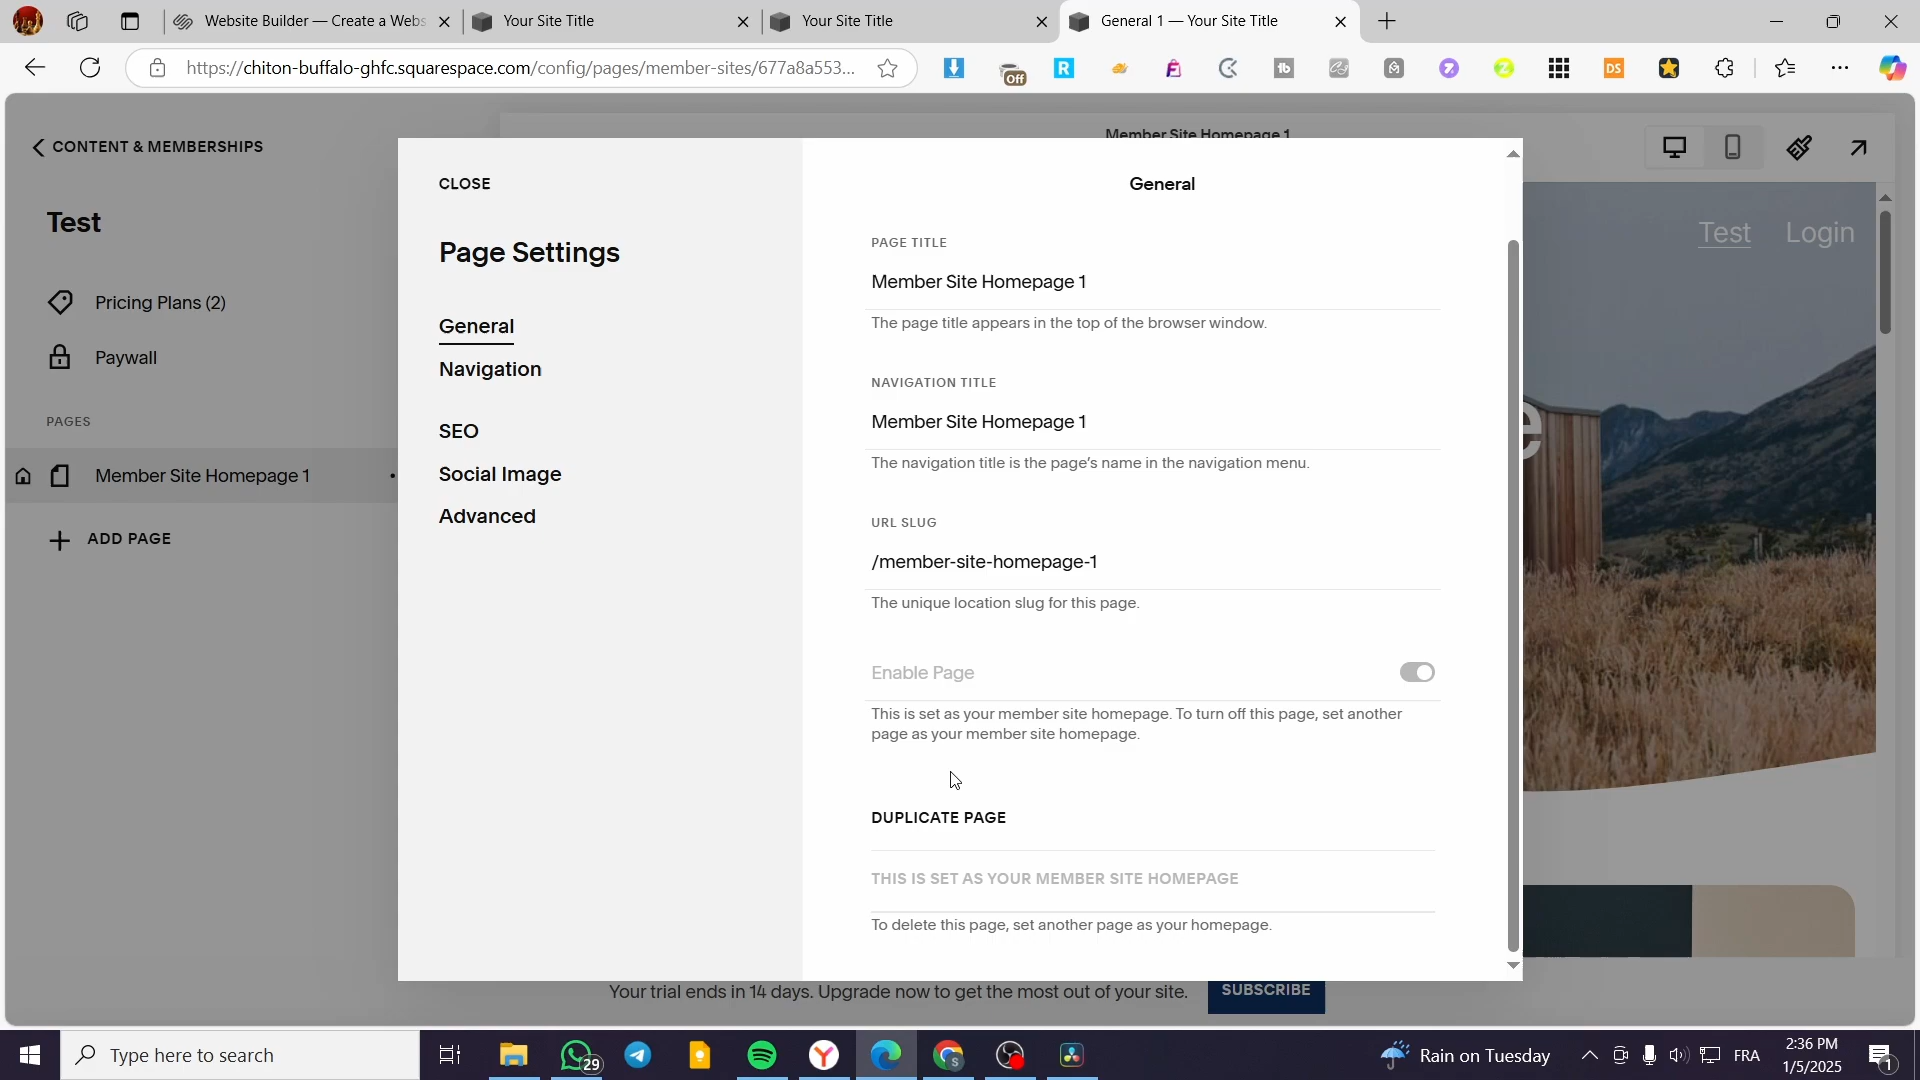 Website Builder — Create a Webs
Your Site Title
Your Site Title
General 1 — Your Site Title
https://chiton-buffalo-ghfc.squarespace.com/config/pages/member-sites/677a8a553...
Off
R
tb
DS
CONTENT & MEMBERSHIPS
Member Site Homepage 1
Test
Pricing Plans (2)
Paywall
PAGES
Member Site Homepage 1
ADD PAGE
CLOSE
Page Settings
General
Navigation
SEO
Social Image
Advanced
General
PAGE TITLE
Member Site Homepage 1
The page title appears in the top of the browser window.
NAVIGATION TITLE
Member Site Homepage 1
The navigation title is the page's name in the navigation menu.
URL SLUG
/member-site-homepage-1
The unique location slug for this page.
Enable Page
This is set as your member site homepage. To turn off this page, set another
page as your member site homepage.
DUPLICATE PAGE
THIS IS SET AS YOUR MEMBER SITE HOMEPAGE
To delete this page, set another page as your homepage.
Test
Login
e
Your trial ends in 14 days. Upgrade now to get the most out of your site.
SUBSCRIBE
Type here to search
29
Rain on Tuesday
FRA
2:36 PM
1/5/2025
1